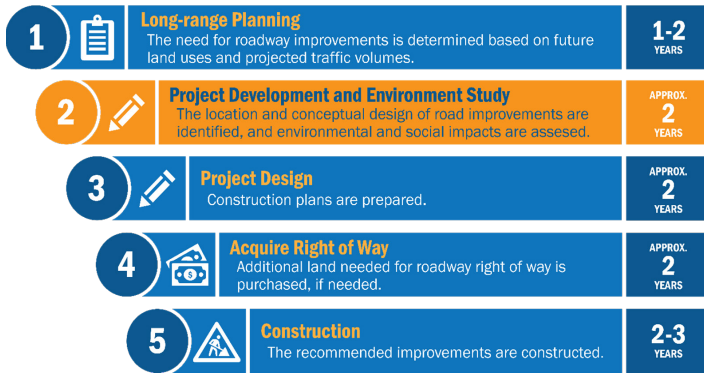 1
Long-range Planning
The need for roadway improvements is determined based on future
land uses and projected traffic volumes.
1-2
YEARS
2
Project Development and Environment Study
The location and conceptual design of road improvements are
identified, and environmental and social impacts are assesed.
APPROX.
2
YEARS
3
Project Design
Construction plans are prepared.
APPROX.
2
YEARS
4
Acquire Right of Way
Additional land needed for roadway right of way is
purchased, if needed.
APPROX.
2
YEARS
5
Construction
The recommended improvements are constructed.
2-3
YEARS